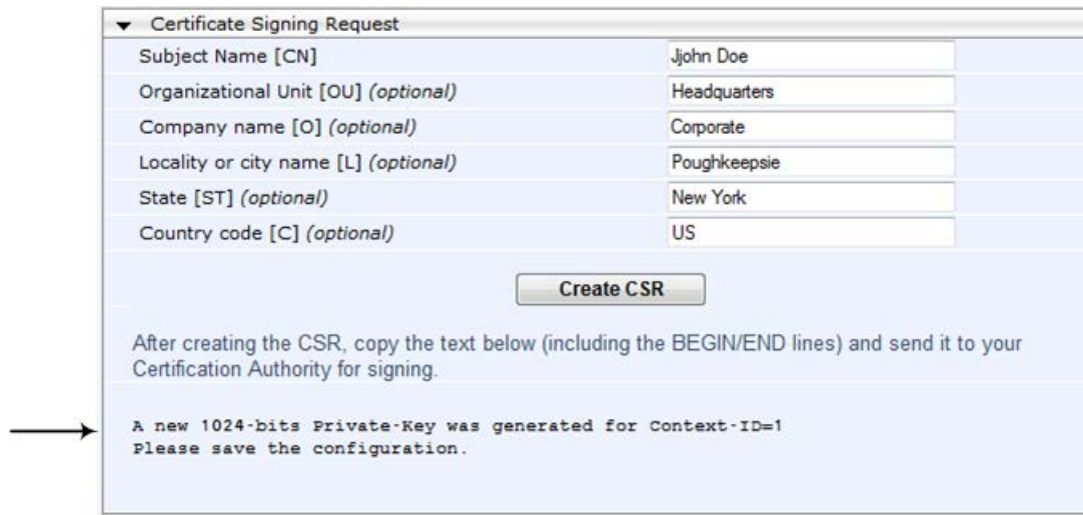 Certificate Signing Request
Subject Name [CN] Jjohn Doe
Organizational Unit [OU] (optional) Headquarters
Company name [O] (optional) Corporate
Locality or city name [L] (optional) Poughkeepsie
State [ST] (optional) New York
Country code [C] (optional) US
Create CSR
After creating the CSR, copy the text below (including the BEGIN/END lines) and send it to your
Certification Authority for signing.
A new 1024-bits Private-Key was generated for Context-ID=1
Please save the configuration.